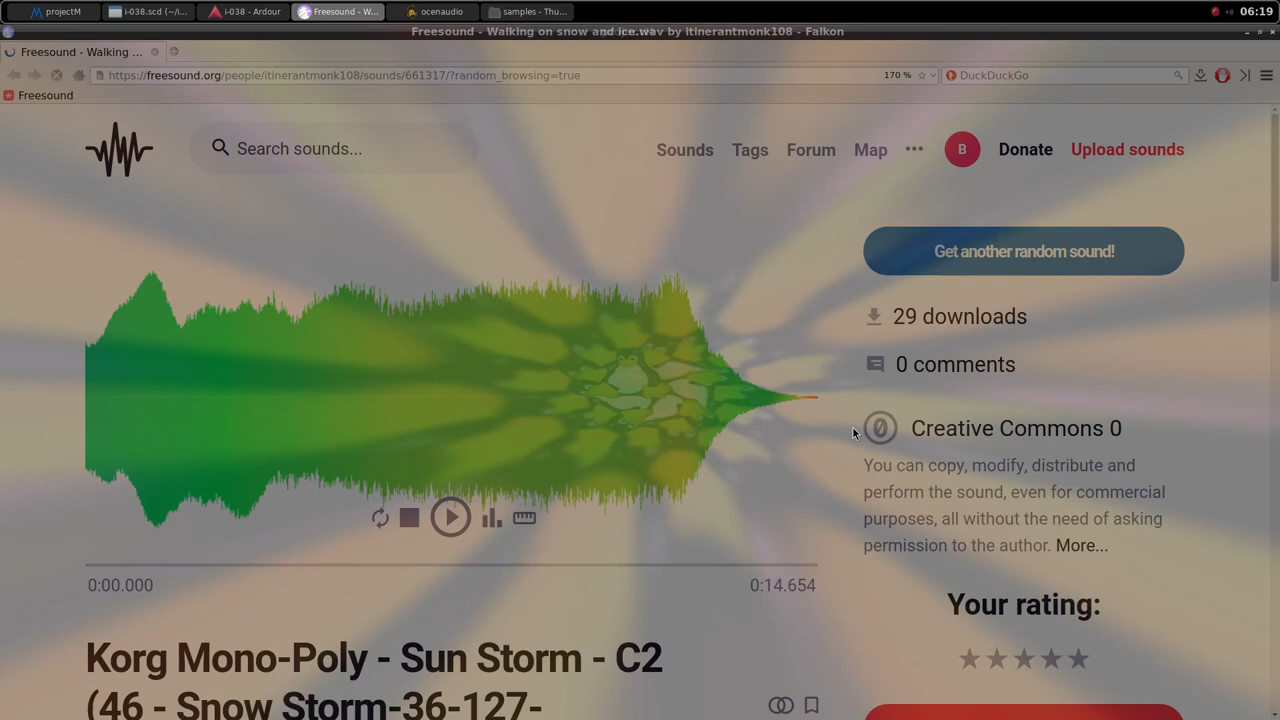 projectM
i-038.scd (~/i...
i-038 - Ardour
Freesound - W...
ocenaudio
samples - Thu...
06:19
Freesound - Walking on snow and ice.wav by itinerantmonk108 - Falkon
Freesound - Walking ...
https://freesound.org/people/itinerantmonk108/sounds/661317/?random_browsing=true
170 %
DuckDuckGo
Freesound
Search sounds...
Sounds
Tags
Forum
Map
B
Donate
Upload sounds
Get another random sound!
29 downloads
0 comments
Creative Commons 0
You can copy, modify, distribute and
perform the sound, even for commercial
purposes, all without the need of asking
permission to the author. More...
0:00.000
0:14.654
Your rating:
Korg Mono-Poly - Sun Storm - C2
(46 - Snow Storm-36-127-